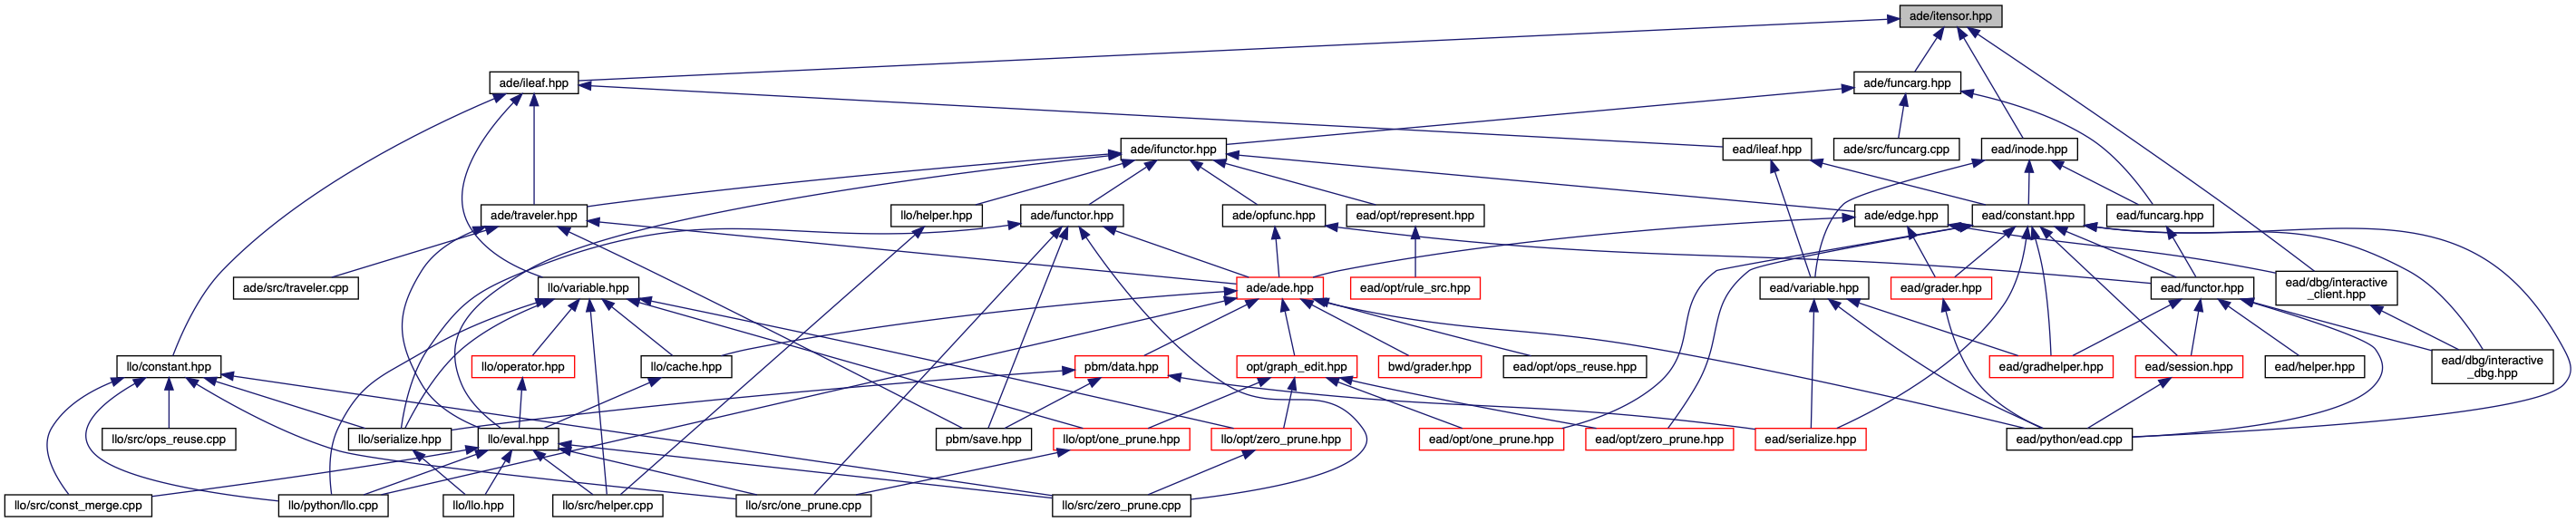 ade/itensor.hpp
ade/ileaf.hpp
ade/funcarg.hpp
ade/ifunctor.hpp
ead/ileaf.hpp
ade/src/funcarg.cpp
ead/inode.hpp
ade/traveler.hpp
llo/helper.hpp
ade/functor.hpp
ade/opfunc.hpp
ead/opt/represent.hpp
ade/edge.hpp
ead/constant.hpp
ead/funcarg.hpp
ade/src/traveler.cpp
llo/variable.hpp
ade/ade.hpp
ead/opt/rule_src.hpp
ead/variable.hpp
ead/grader.hpp
ead/functor.hpp
ead/dbg/interactive
_client.hpp
llo/constant.hpp
llo/operator.hpp
llo/cache.hpp
pbm/data.hpp
opt/graph_edit.hpp
bwd/grader.hpp
ead/opt/ops_reuse.hpp
ead/gradhelper.hpp
ead/session.hpp
ead/helper.hpp
ead/dbg/interactive
_dbg.hpp
llo/src/ops_reuse.cpp
llo/serialize.hpp
llo/eval.hpp
pbm/save.hpp
llo/opt/one_prune.hpp
llo/opt/zero_prune.hpp
ead/opt/one_prune.hpp
ead/opt/zero_prune.hpp
ead/serialize.hpp
ead/python/ead.cpp
llo/src/const_merge.cpp
llo/python/llo.cpp
llo/llo.hpp
llo/src/helper.cpp
llo/src/one_prune.cpp
llo/src/zero_prune.cpp